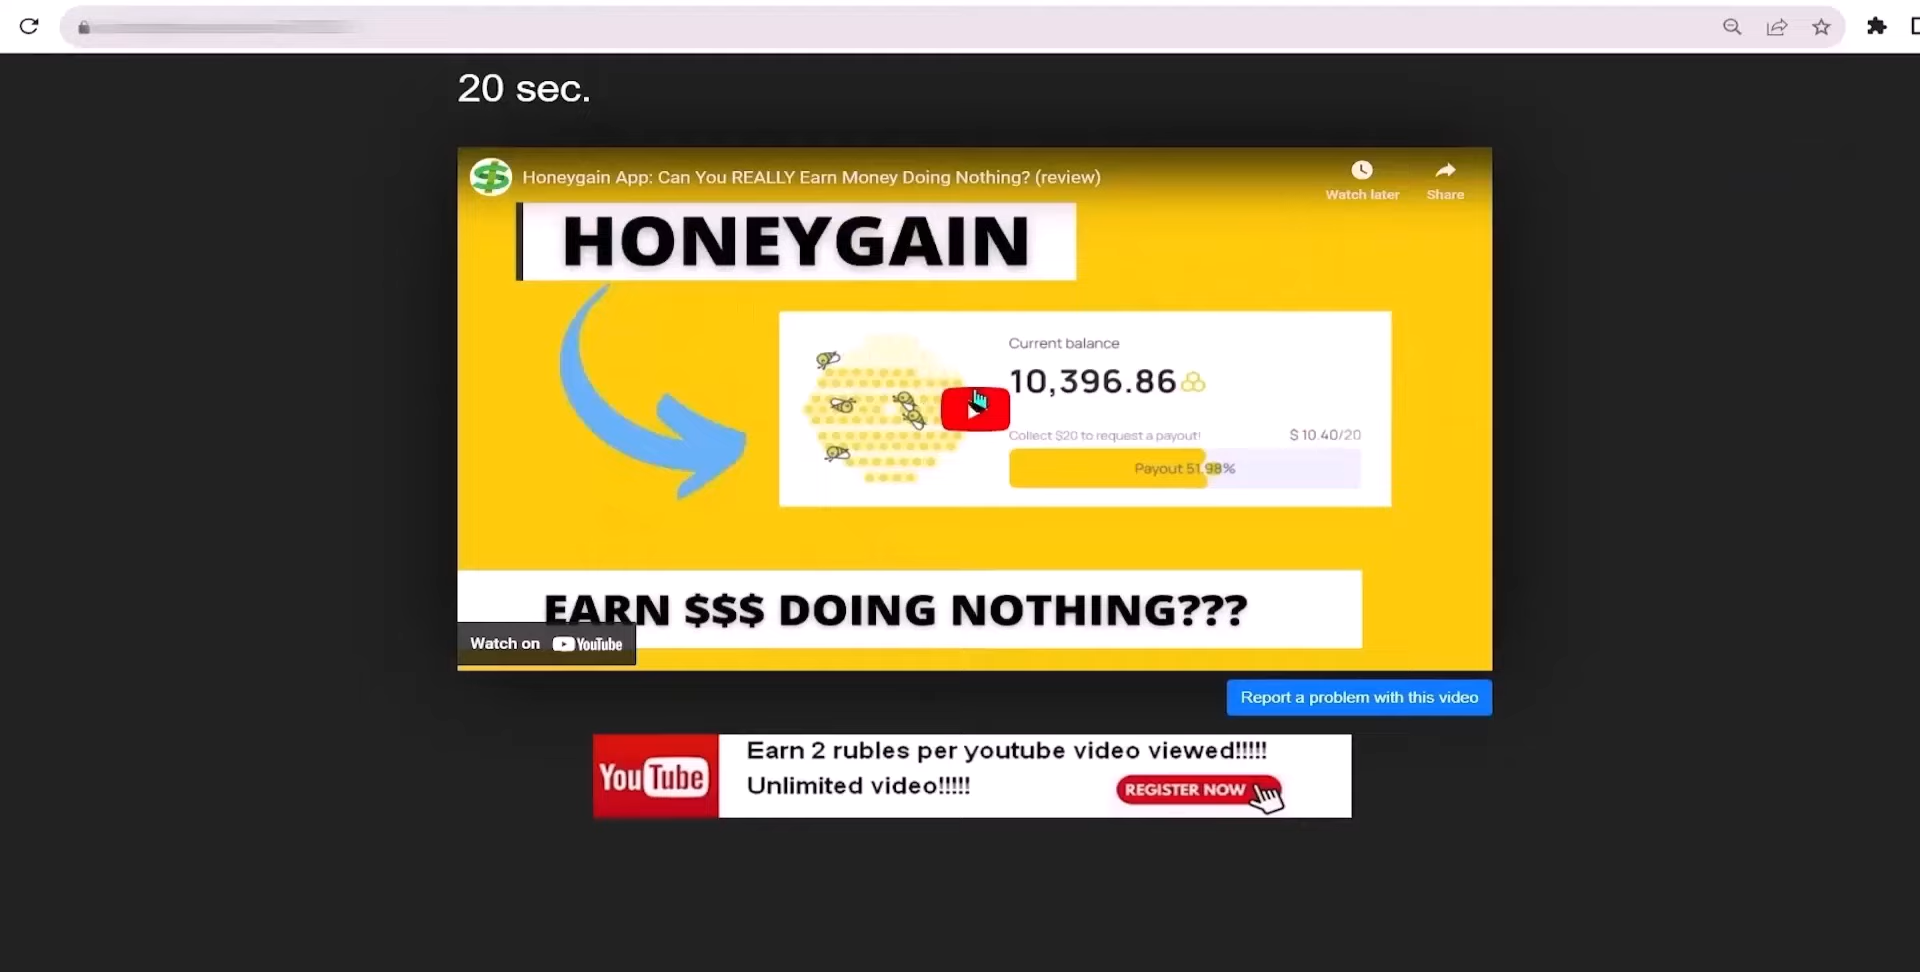 20 sec.
Honeygain App: Can You REALLY Earn Money Doing Nothing? (review)
Watch later
Share
HONEYGAIN
Current balance
10,396.86
Collect $20 to request a payout!
$ 10.40/20
Payout 51.98%
EARN $$$ DOING NOTHING???
Watch on YouTube
Report a problem with this video
YouTube
Earn 2 rubles per youtube video viewed!!!!!
Unlimited video!!!!!
REGISTER NOW